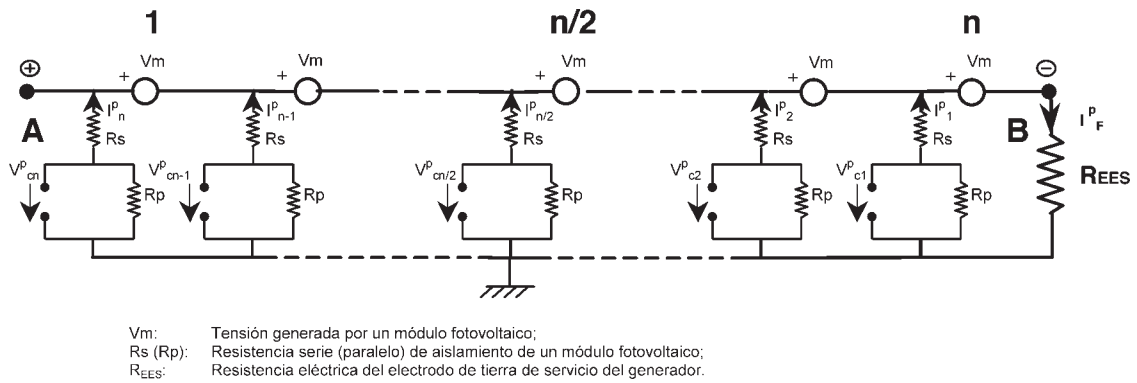 1 n/2 n
⊕ + Vm + Vm + Vm + Vm + Vm ⊖
A I^p_n I^p_n-1 I^p_n/2 I^p_2 I^p_1 B I^p_F
Rs Rs Rs Rs Rs
R_EES
V^p_cn Rp V^p_cn-1 Rp V^p_cn/2 Rp V^p_c2 Rp V^p_c1 Rp
Vm: Tensión generada por un módulo fotovoltaico;
Rs (Rp): Resistencia serie (paralelo) de aislamiento de un módulo fotovoltaico;
R_EES: Resistencia eléctrica del electrodo de tierra de servicio del generador.